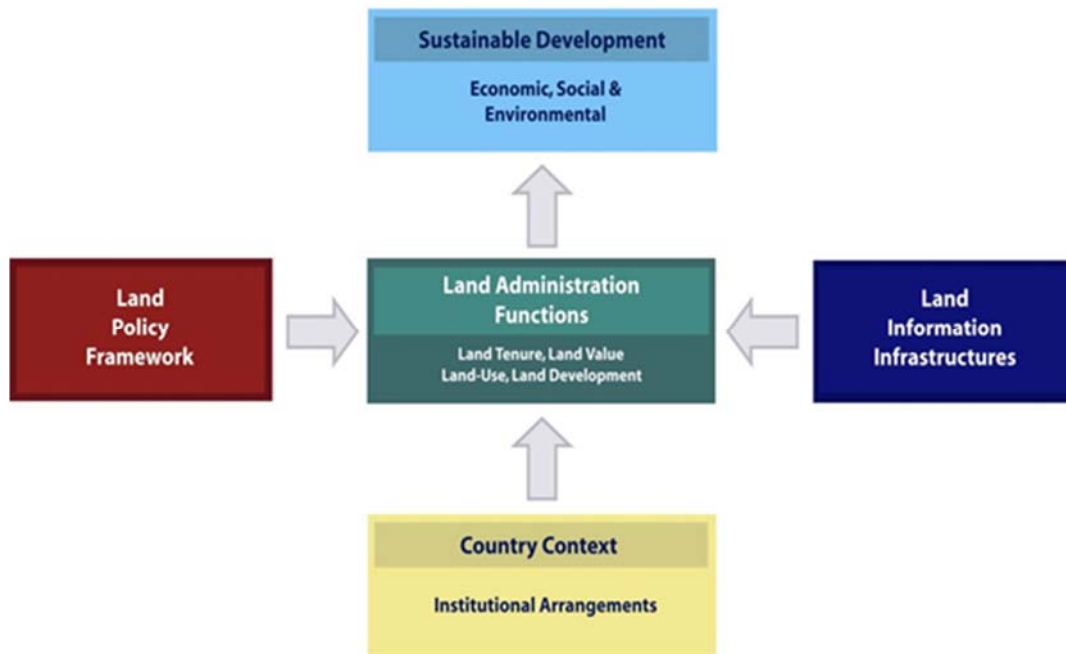 Sustainable Development
Economic, Social &
Environmental
Land
Policy
Framework
Land Administration
Functions
Land Tenure, Land Value
Land-Use, Land Development
Land
Information
Infrastructures
Country Context
Institutional Arrangements